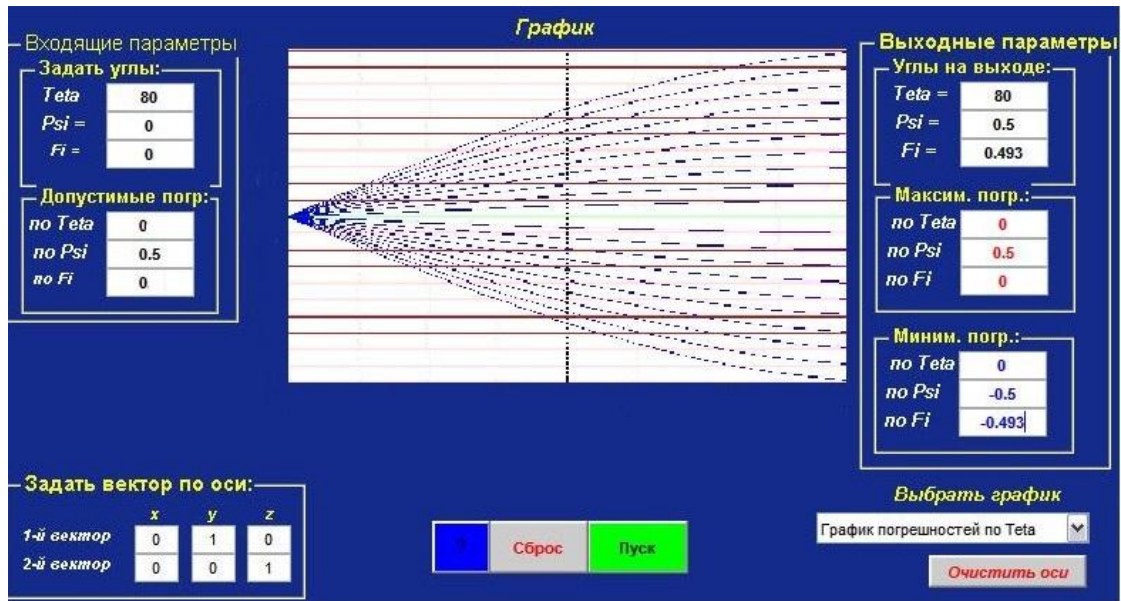 График
Входящие параметры
Задать углы:
Teta 80
Psi = 0
Fi = 0
Допустимые погр:
по Teta 0
по Psi 0.5
по Fi 0
Выходные параметры
Углы на выходе:
Teta = 80
Psi = 0.5
Fi = 0.493
Максим. погр.:
по Teta 0
по Psi 0.5
по Fi 0
Миним. погр.:
по Teta 0
по Psi -0.5
по Fi -0.493
Задать вектор по оси:
x y z
1-й вектор 0 1 0
2-й вектор 0 0 1
? Сброс Пуск
Выбрать график
График погрешностей по Teta
Очистить оси